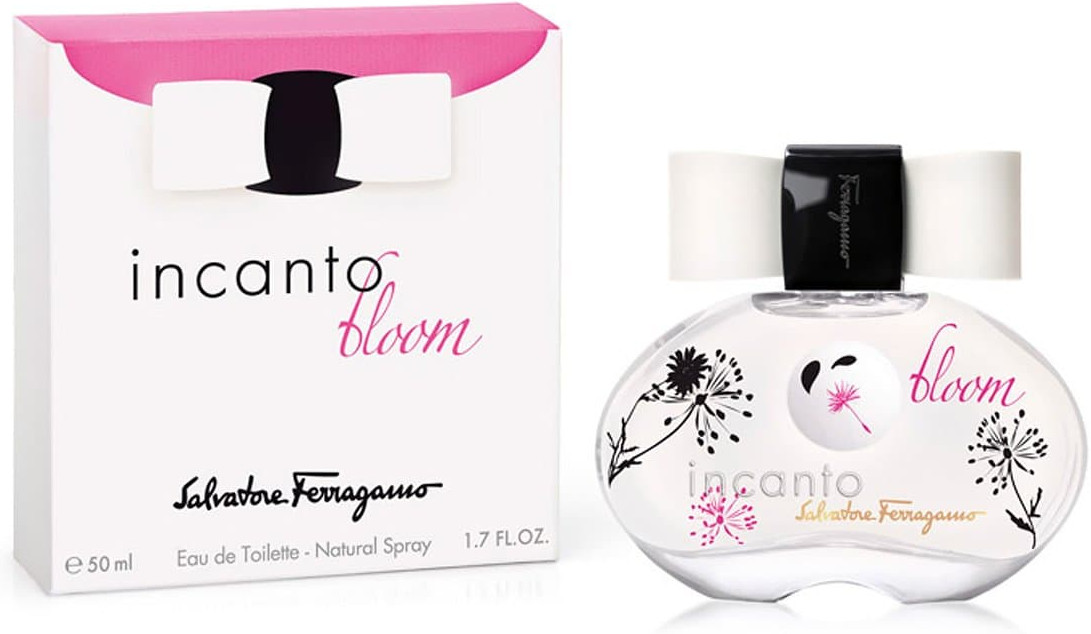 incanto
bloom
Salvatore Ferragamo
℮ 50 ml
Eau de Toilette - Natural Spray
1.7 FL.OZ.
Ferragamo
bloom
incanto
Salvatore Ferragamo